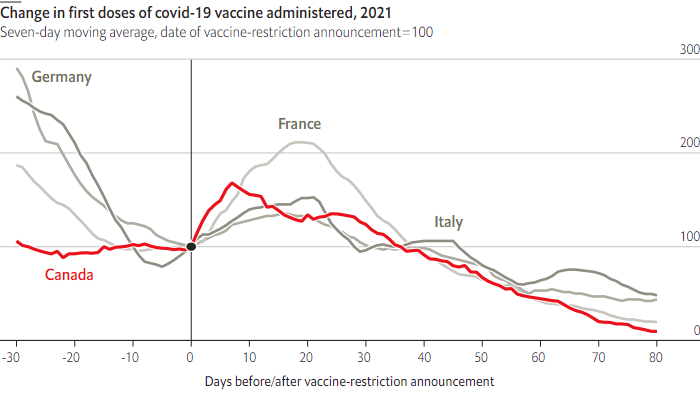 Change in first doses of covid-19 vaccine administered, 2021
Seven-day moving average, date of vaccine-restriction announcement=100
300
Germany
France
200
Italy
100
Canada
0
-30 -20 -10 0 10 20 30 40 50 60 70 80
Days before/after vaccine-restriction announcement